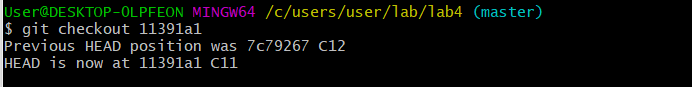 User@DESKTOP-OLPFEON MINGW64 /c/users/user/lab/lab4 (master)
$ git checkout 11391a1
Previous HEAD position was 7c79267 C12
HEAD is now at 11391a1 C11